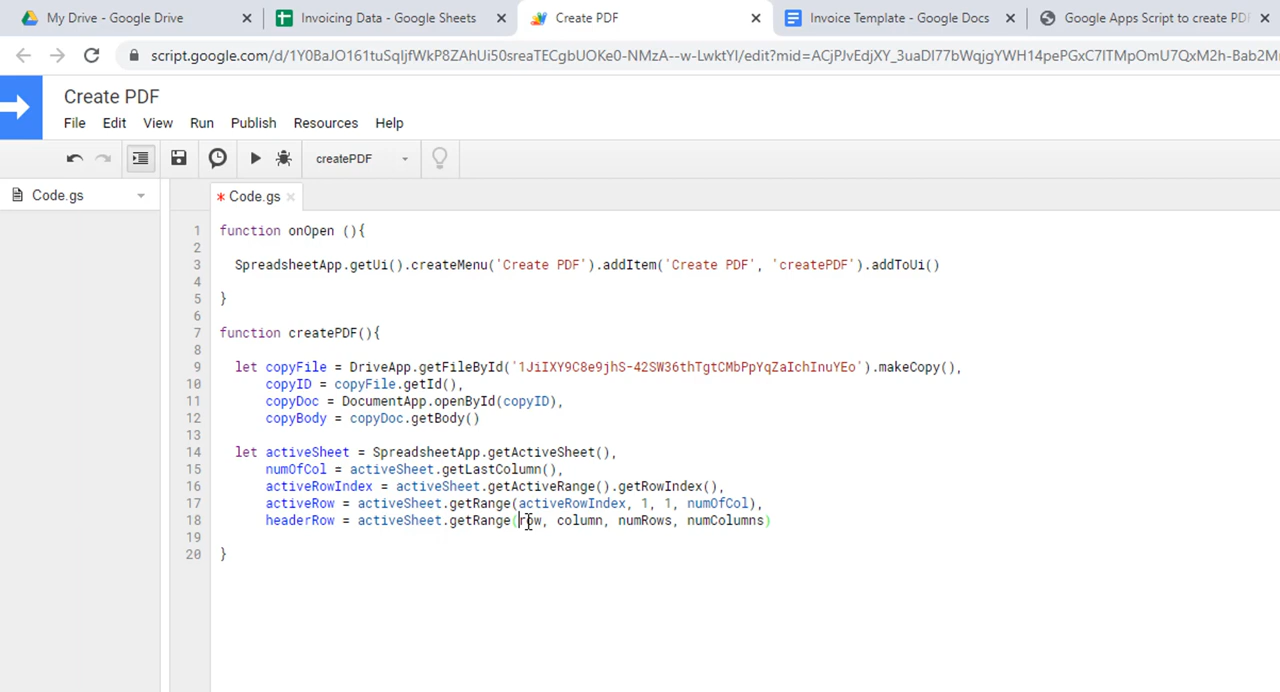 My Drive - Google Drive
Invoicing Data - Google Sheets
Create PDF
Invoice Template - Google Docs
Google Apps Script to create PDF
script.google.com/d/1Y0BaJO161tuSqIjfWkP8ZAhUi50sreaTECgbUOKe0-NMzA--w-LwktYI/edit?mid=ACjPJvEdjXY_3uaDI77bWqjgYWH14pePGxC7ITMpOmU7QxM2h-Bab2M
Create PDF
File Edit View Run Publish Resources Help
createPDF
Code.gs
* Code.gs
1 function onOpen (){
2
3 SpreadsheetApp.getUi().createMenu('Create PDF').addItem('Create PDF', 'createPDF').addToUi()
4
5 }
6
7 function createPDF(){
8
9 let copyFile = DriveApp.getFileById('1JiIXY9C8e9jhS-42SW36thTgtCMbPpYqZaIchInuYEo').makeCopy(),
10 copyID = copyFile.getId(),
11 copyDoc = DocumentApp.openById(copyID),
12 copyBody = copyDoc.getBody()
13
14 let activeSheet = SpreadsheetApp.getActiveSheet(),
15 numOfCol = activeSheet.getLastColumn(),
16 activeRowIndex = activeSheet.getActiveRange().getRowIndex(),
17 activeRow = activeSheet.getRange(activeRowIndex, 1, 1, numOfCol),
18 headerRow = activeSheet.getRange(row, column, numRows, numColumns)
19
20 }